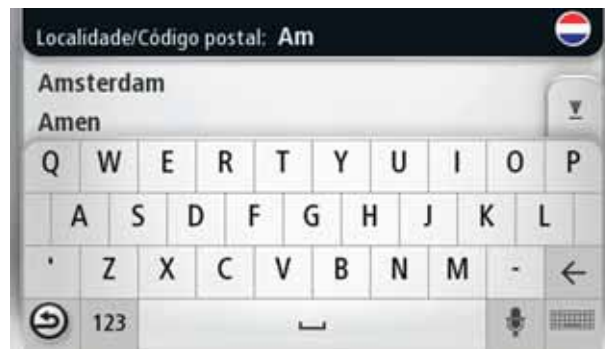 Localidade/Código postal: Am
Amsterdam
Amen
Q W E R T Y U I O P
A S D F G H J K L
' Z X C V B N M -
123